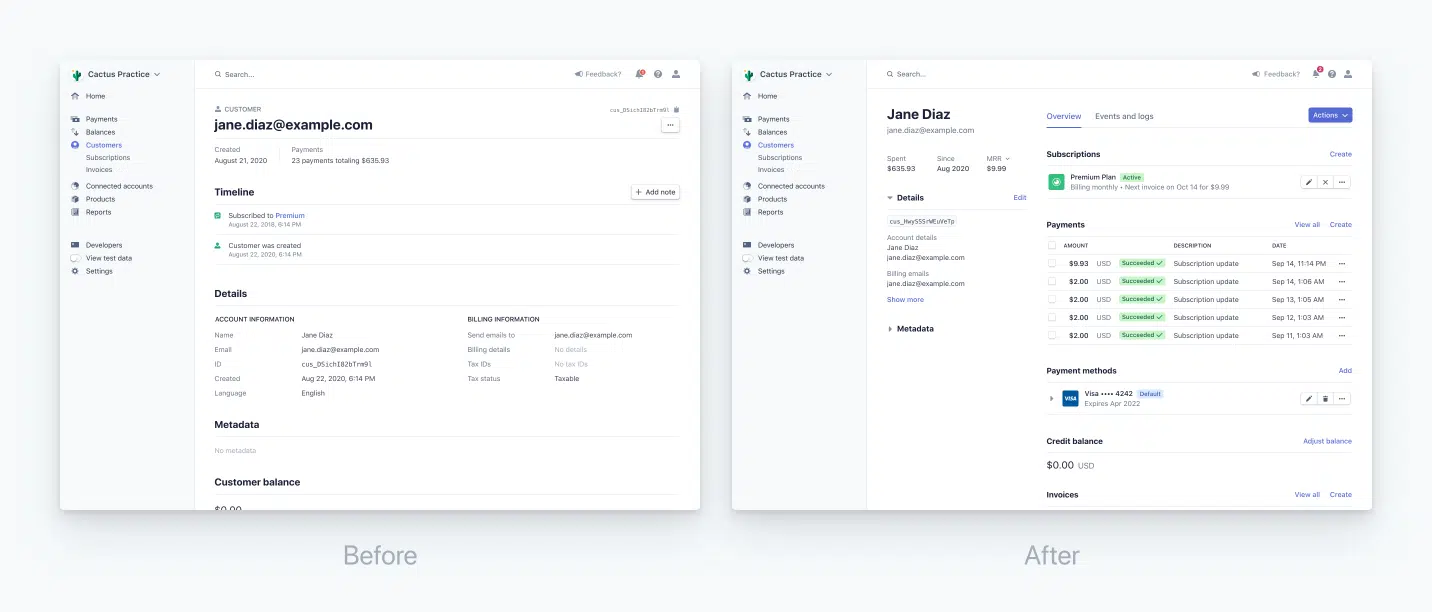 Cactus Practice
Search...
Feedback?
Home
Payments
Balances
Customers
Subscriptions
Invoices
Connected accounts
Products
Reports
Developers
View test data
Settings
CUSTOMER
jane.diaz@example.com
Created
August 21, 2020
Payments
23 payments totaling $635.93
Timeline
+ Add note
Subscribed to Premium
August 22, 2018, 6:14 PM
Customer was created
August 22, 2020, 6:14 PM
Details
ACCOUNT INFORMATION
Name Jane Diaz
Email jane.diaz@example.com
ID cus_DSichI82bTrm9l
Created Aug 22, 2020, 6:14 PM
Language English
BILLING INFORMATION
Send emails to jane.diaz@example.com
Billing details No details
Tax IDs No tax IDs
Tax status Taxable
Metadata
No metadata
Customer balance
$0.00
Before
Cactus Practice
Search...
Feedback?
Home
Payments
Balances
Customers
Subscriptions
Invoices
Connected accounts
Products
Reports
Developers
View test data
Settings
Jane Diaz
jane.diaz@example.com
Spent
$635.93
Since
Aug 2020
MRR
$9.99
Details Edit
cus_HwyS5SrWEuVeTp
Account details
Jane Diaz
jane.diaz@example.com
Billing emails
jane.diaz@example.com
Show more
Metadata
Overview Events and logs
Actions
Subscriptions Create
Premium Plan Active
Billing monthly • Next invoice on Oct 14 for $9.99
Payments View all Create
AMOUNT DESCRIPTION DATE
$9.93 USD Succeeded ✓ Subscription update Sep 14, 11:14 PM
$2.00 USD Succeeded ✓ Subscription update Sep 14, 1:06 AM
$2.00 USD Succeeded ✓ Subscription update Sep 13, 1:05 AM
$2.00 USD Succeeded ✓ Subscription update Sep 12, 1:03 AM
$2.00 USD Succeeded ✓ Subscription update Sep 11, 1:03 AM
Payment methods Add
VISA
Visa •••• 4242 Default
Expires Apr 2022
Credit balance Adjust balance
$0.00 USD
Invoices View all Create
After